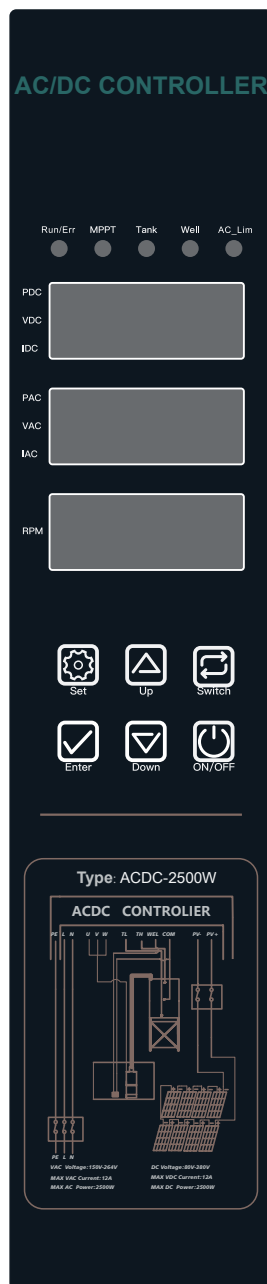 AC/DC CONTROLLER
Run/Err MPPT Tank Well AC_Lim
PDC
VDC
IDC
PAC
VAC
IAC
RPM
Set Up Switch
Enter Down ON/OFF
Type: ACDC-2500W
ACDC CONTROLIER
PE L N U V W TL TH WEL COM PV- PV+
PE L N
VAC Voltage:150V-264V
MAX VAC Current:12A
MAX AC Power:2500W
DC Voltage:80V-280V
MAX VDC Current:12A
MAX DC Power:2500W